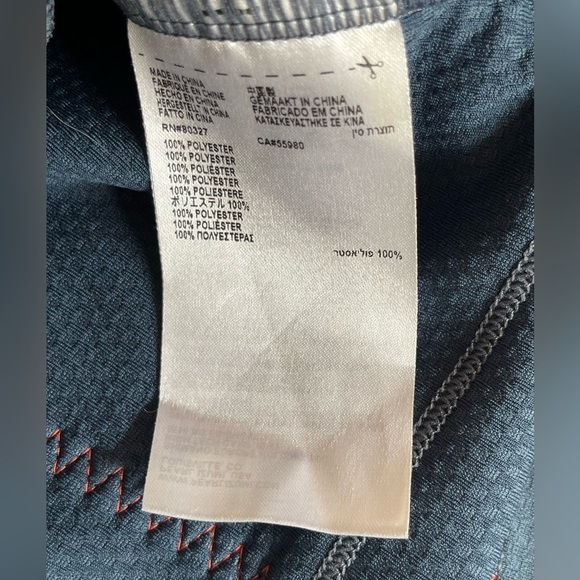 MADE IN CHINA
FABRIQUÉ EN CHINE
HECHO EN CHINA
HERGESTELLT IN CHINA
FATTO IN CINA
中国製
GEMAAKT IN CHINA
FABRICADO EM CHINA
ΚΑΤΑΣΚΕΥΑΣΤΗΚΕ ΣΕ ΚΙΝΑ
תוצרת סין
RN#80327
CA#55980
100% POLYESTER
100% POLYESTER
100% POLIÉSTER
100% POLYESTER
100% POLIESTERE
ポリエステル 100%
100% POLYESTER
100% POLIÉSTER
100% ΠΟΛΥΕΣΤΕΡΑΣ
100% פוליאסטר